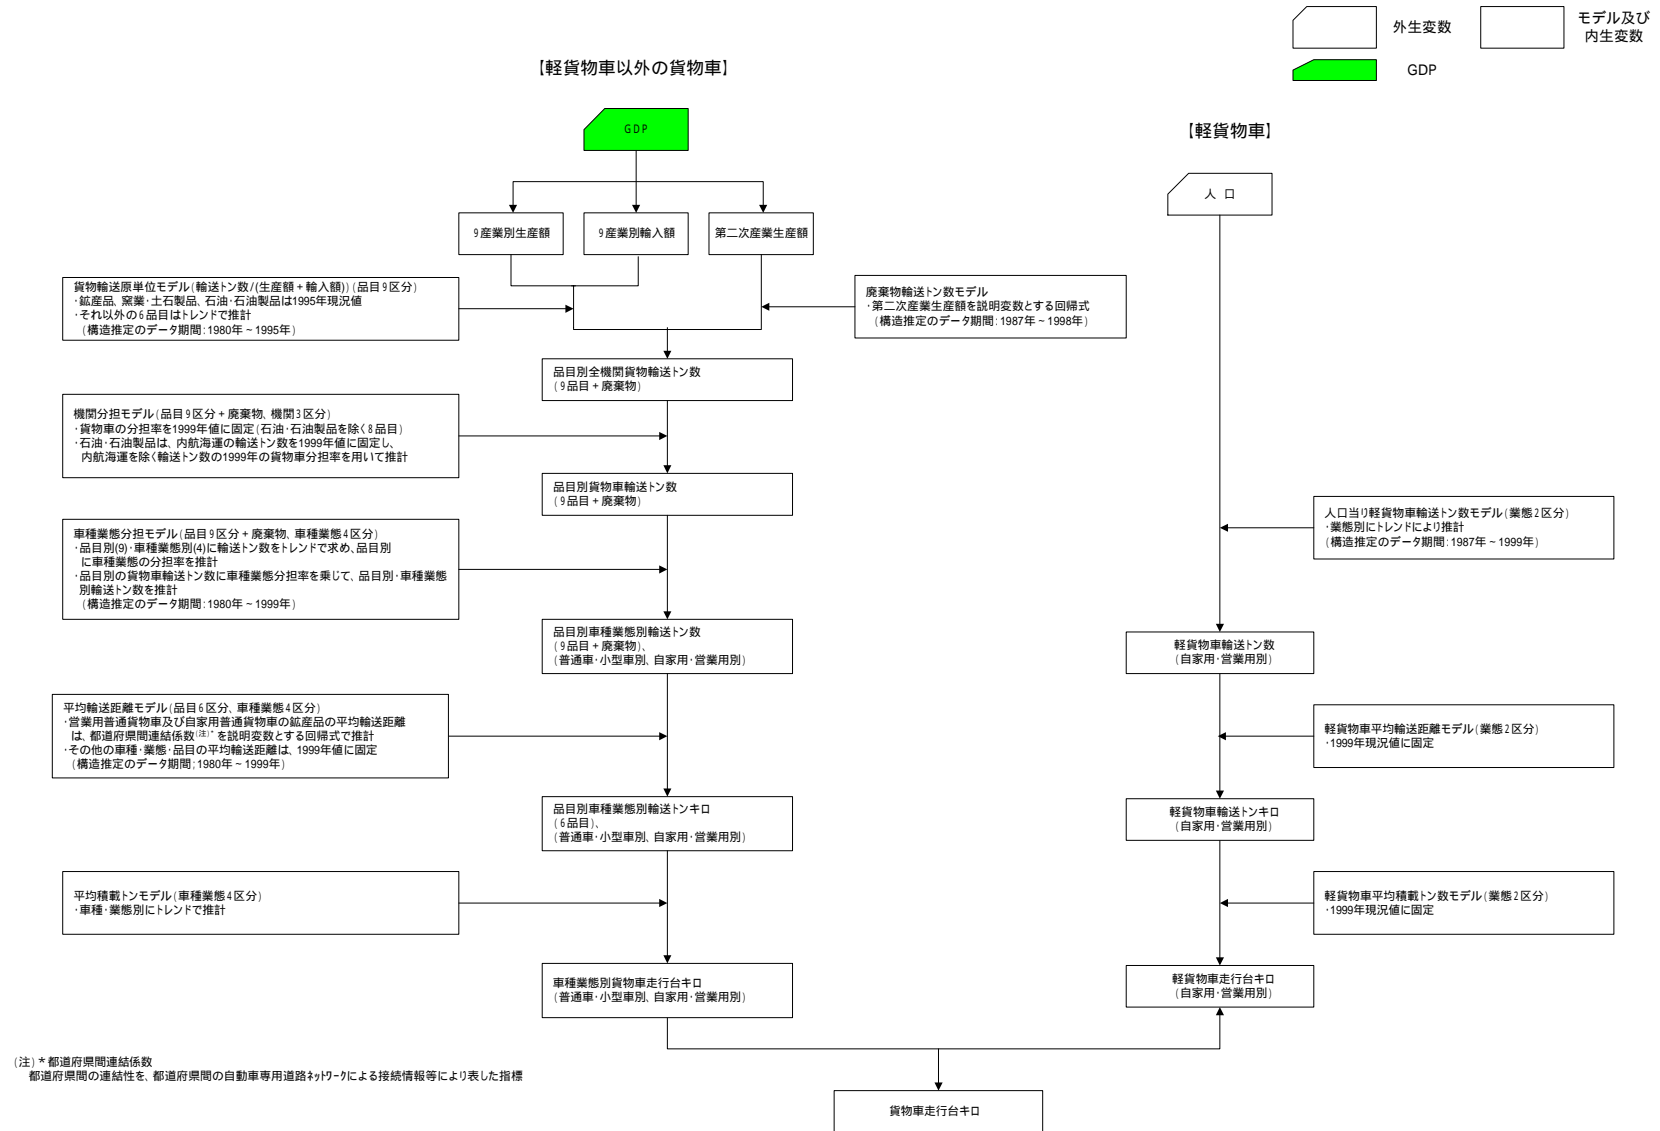 外生変数
モデル及び
内生変数
GDP
【軽貨物車以外の貨物車】
【軽貨物車】
GDP
人 口
9産業別生産額
9産業別輸入額
第二次産業生産額
貨物輸送原単位モデル(輸送トン数/(生産額+輸入額))(品目9区分)
・鉱産品、窯業・土石製品、石油・石油製品は1995年現況値
・それ以外の6品目はトレンドで推計
(構造推定のデータ期間:1980年~1995年)
廃棄物輸送トン数モデル
・第二次産業生産額を説明変数とする回帰式
(構造推定のデータ期間:1987年~1998年)
品目別全機関貨物輸送トン数
(9品目+廃棄物)
機関分担モデル(品目9区分+廃棄物、機関3区分)
・貨物車の分担率を1999年値に固定(石油・石油製品を除く8品目)
・石油・石油製品は、内航海運の輸送トン数を1999年値に固定し、
内航海運を除く輸送トン数の1999年の貨物車分担率を用いて推計
品目別貨物車輸送トン数
(9品目+廃棄物)
車種業態分担モデル(品目9区分+廃棄物、車種業態4区分)
・品目別(9)・車種業態別(4)に輸送トン数をトレンドで求め、品目別
に車種業態の分担率を推計
・品目別の貨物車輸送トン数に車種業態分担率を乗じて、品目別・車種業態
別輸送トン数を推計
(構造推定のデータ期間:1980年~1999年)
人口当り軽貨物車輸送トン数モデル(業態2区分)
・業態別にトレンドにより推計
(構造推定のデータ期間:1987年~1999年)
品目別車種業態別輸送トン数
(9品目+廃棄物)、
(普通車・小型車別、自家用・営業用別)
軽貨物車輸送トン数
(自家用・営業用別)
平均輸送距離モデル(品目6区分、車種業態4区分)
・営業用普通貨物車及び自家用普通貨物車の鉱産品の平均輸送距離
は、都道府県間連結係数(注)*を説明変数とする回帰式で推計
・その他の車種・業態・品目の平均輸送距離は、1999年値に固定
(構造推定のデータ期間;1980年~1999年)
軽貨物車平均輸送距離モデル(業態2区分)
・1999年現況値に固定
品目別車種業態別輸送トンキロ
(6品目)、
(普通車・小型車別、自家用・営業用別)
軽貨物車輸送トンキロ
(自家用・営業用別)
平均積載トンモデル(車種業態4区分)
・車種・業態別にトレンドで推計
軽貨物車平均積載トン数モデル(業態2区分)
・1999年現況値に固定
車種業態別貨物車走行台キロ
(普通車・小型車別、自家用・営業用別)
軽貨物車走行台キロ
(自家用・営業用別)
(注)*都道府県間連結係数
都道府県間の連結性を、都道府県間の自動車専用道路ネットワークによる接続情報等により表した指標
貨物車走行台キロ